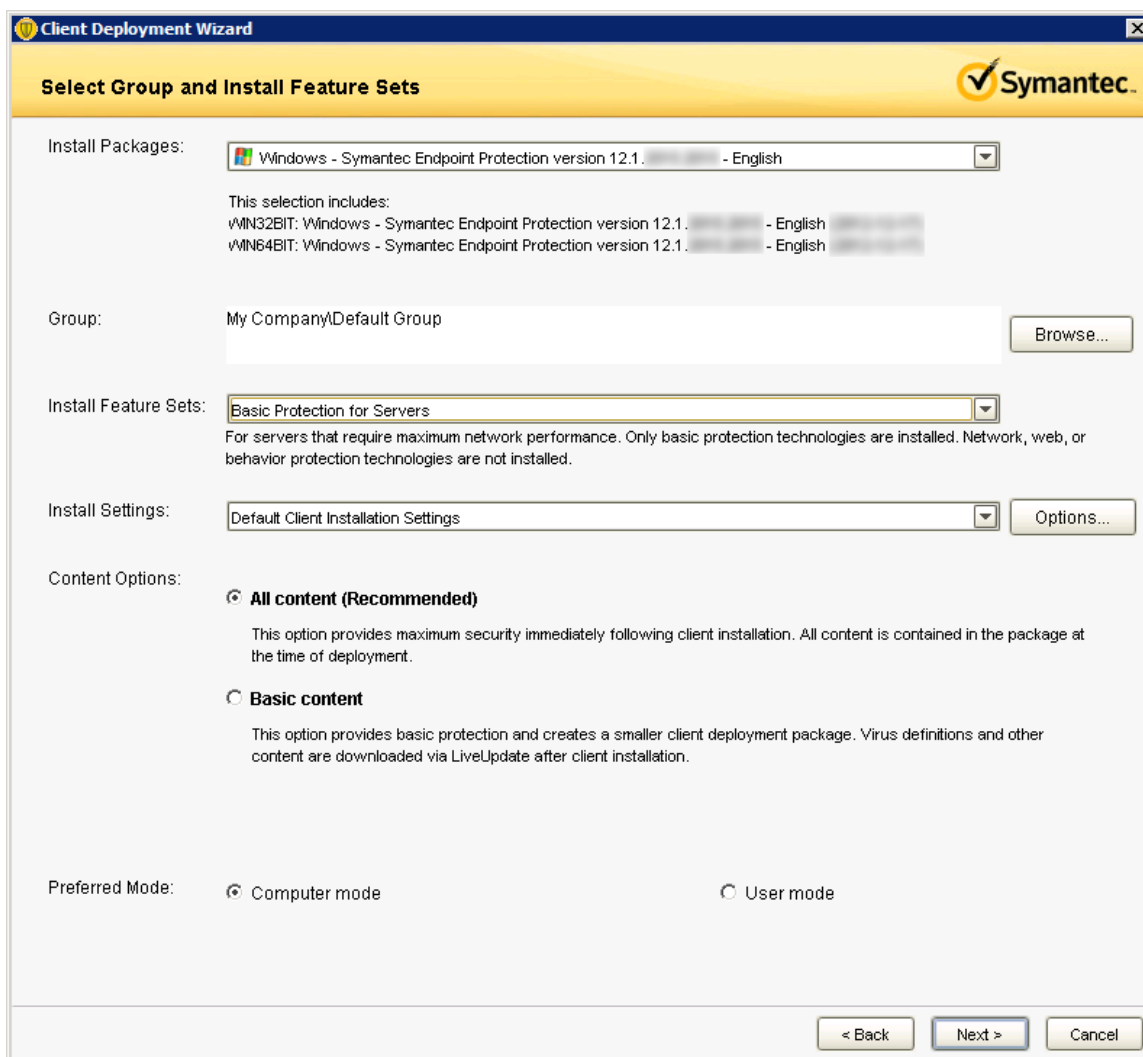 Client Deployment Wizard
Select Group and Install Feature Sets
Symantec.
Install Packages:
Windows - Symantec Endpoint Protection version 12.1. - English
This selection includes:
WIN32BIT: Windows - Symantec Endpoint Protection version 12.1. - English
WIN64BIT: Windows - Symantec Endpoint Protection version 12.1. - English
Group:
My Company\Default Group
Browse...
Install Feature Sets:
Basic Protection for Servers
For servers that require maximum network performance. Only basic protection technologies are installed. Network, web, or
behavior protection technologies are not installed.
Install Settings:
Default Client Installation Settings
Options...
Content Options:
All content (Recommended)
This option provides maximum security immediately following client installation. All content is contained in the package at
the time of deployment.
Basic content
This option provides basic protection and creates a smaller client deployment package. Virus definitions and other
content are downloaded via LiveUpdate after client installation.
Preferred Mode:
Computer mode
User mode
< Back
Next >
Cancel